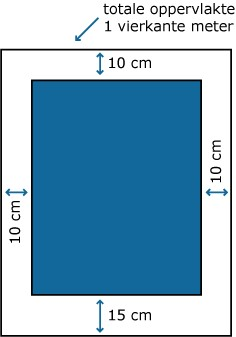 totale oppervlakte
1 vierkante meter
10 cm
10 cm
10 cm
15 cm